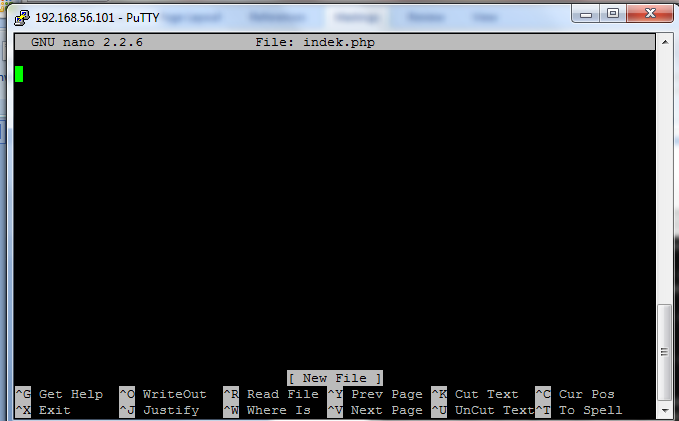 192.168.56.101 - PuTTY
GNU nano 2.2.6 File: indek.php
[ New File ]
^G Get Help ^O WriteOut ^R Read File ^Y Prev Page ^K Cut Text ^C Cur Pos
^X Exit ^J Justify ^W Where Is ^V Next Page ^U UnCut Text ^T To Spell